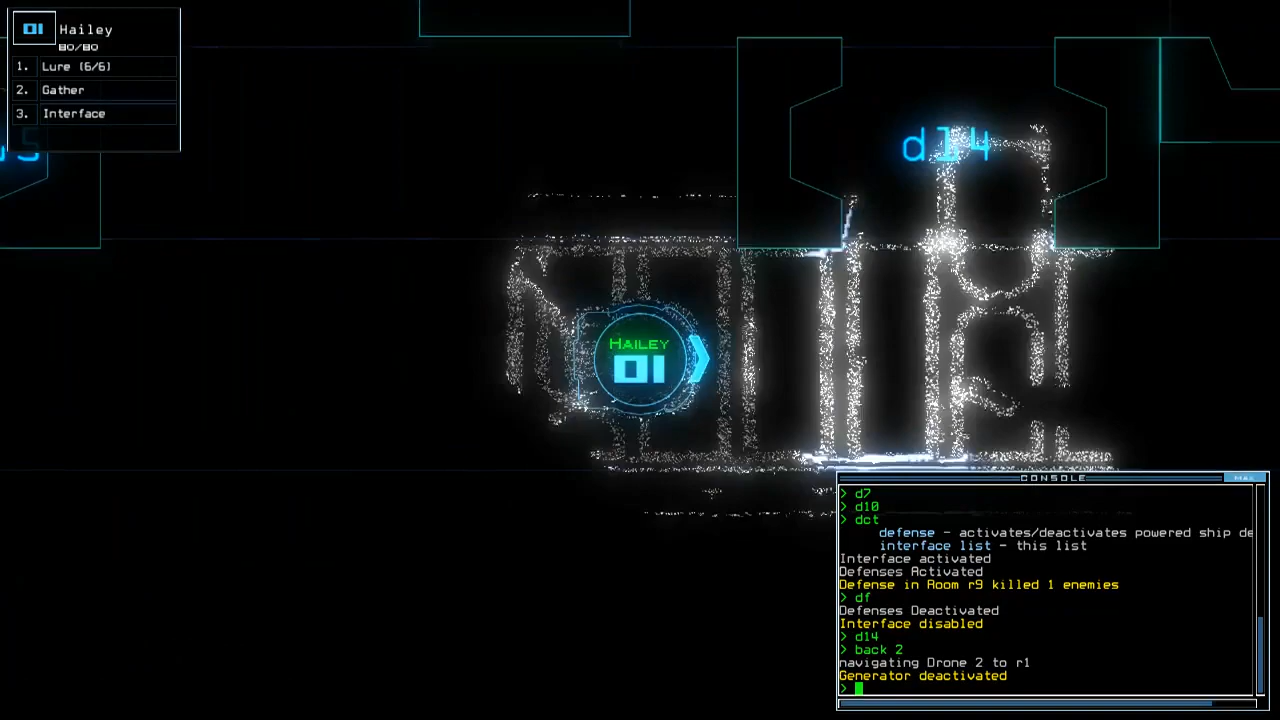 01 Hailey
80/80
1. Lure (6/6)
2. Gather
3. Interface
d14
HAILEY
01
CONSOLE
> d7
> d10
> dct
defense - activates/deactivates powered ship de
interface list - this list
Interface activated
Defenses Activated
Defense in Room r9 killed 1 enemies
> df
Defenses Deactivated
Interface disabled
> d14
> back 2
navigating Drone 2 to r1
Generator deactivated
>